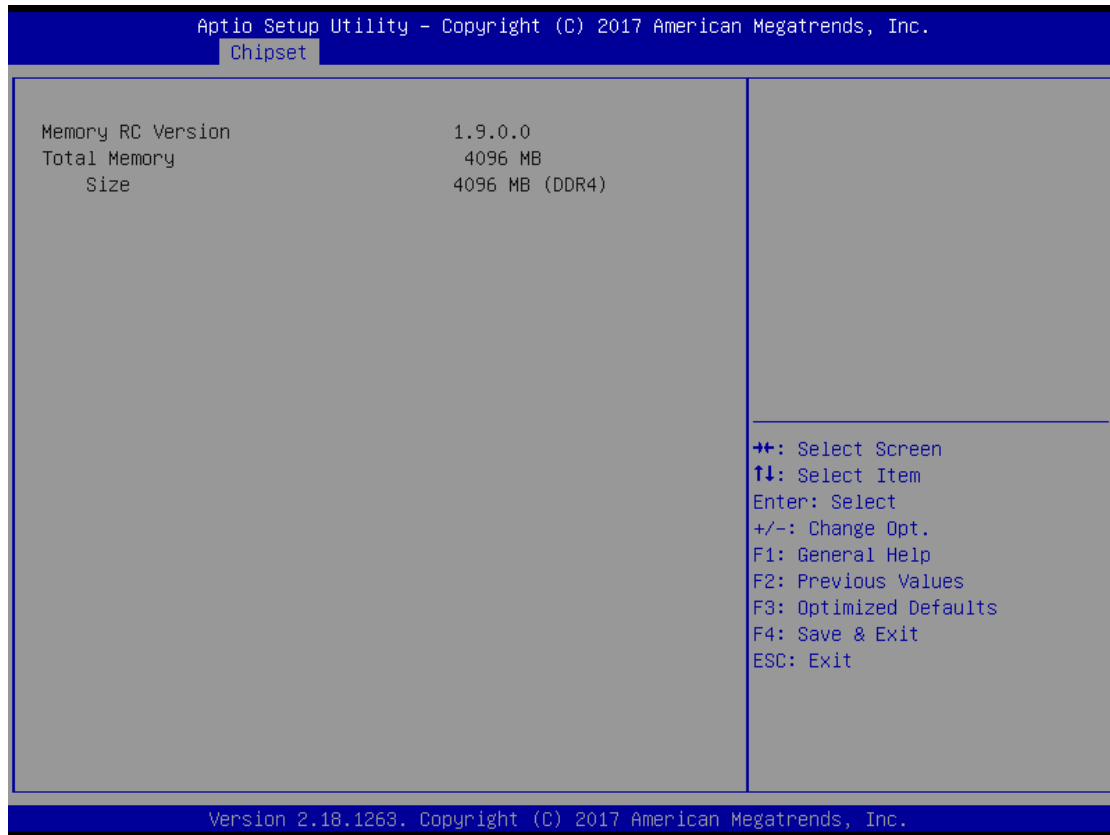 Aptio Setup Utility – Copyright (C) 2017 American Megatrends, Inc.
Chipset
Memory RC Version 1.9.0.0
Total Memory 4096 MB
Size 4096 MB (DDR4)
→←: Select Screen
↑↓: Select Item
Enter: Select
+/-: Change Opt.
F1: General Help
F2: Previous Values
F3: Optimized Defaults
F4: Save & Exit
ESC: Exit
Version 2.18.1263. Copyright (C) 2017 American Megatrends, Inc.